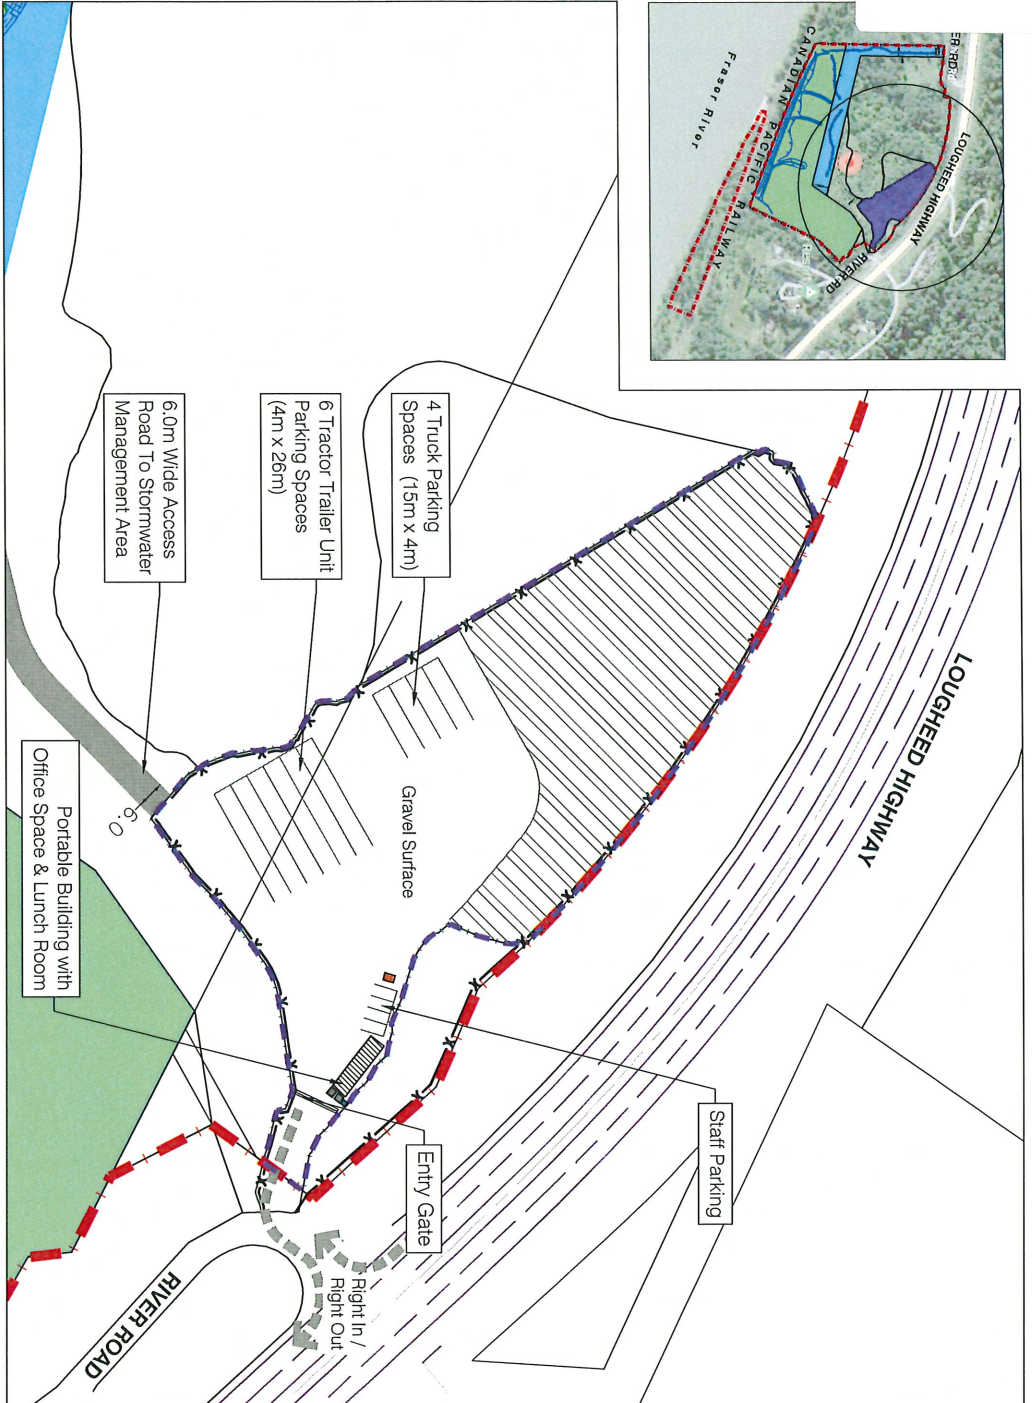 Fraser River
CANADIAN PACIFIC RAILWAY
LOUGHEED HIGHWAY
RIVER RD
LOUGHEED HIGHWAY
4 Truck Parking
Spaces (15m x 4m)
6 Tractor Trailer Unit
Parking Spaces
(4m x 26m)
6.0m Wide Access
Road To Stormwater
Management Area
6.0
Gravel Surface
Portable Building with
Office Space & Lunch Room
Staff Parking
Entry Gate
Right In /
Right Out
RIVER ROAD